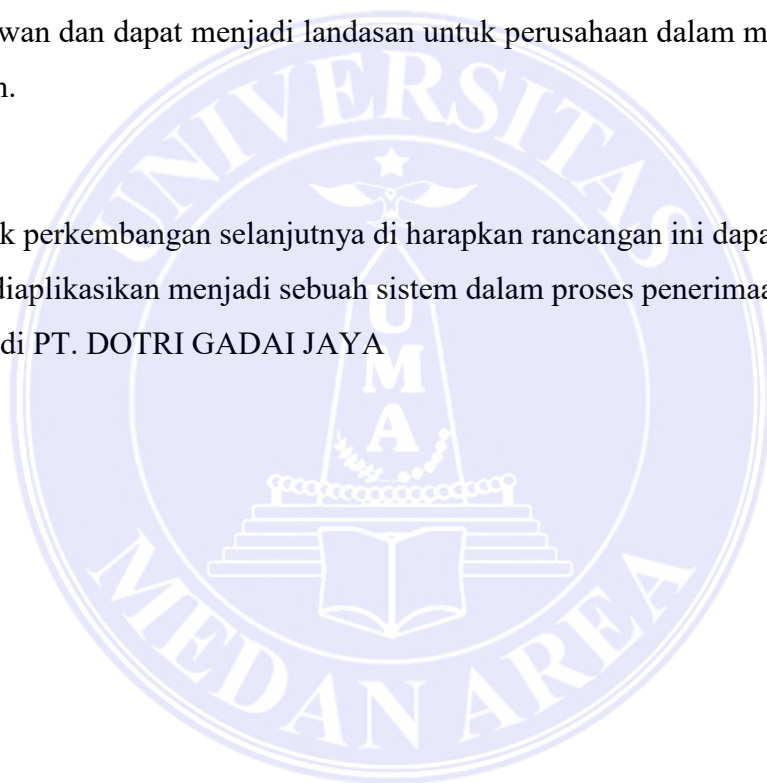 wan dan dapat menjadi landasan untuk perusahaan dalam m
n.
UNIVERSITAS
k perkembangan selanjutnya di harapkan rancangan ini dapa
diaplikasikan menjadi sebuah sistem dalam proses penerimaa
di PT. DOTRI GADAI JAYA
U
M
A
MEDAN AREA